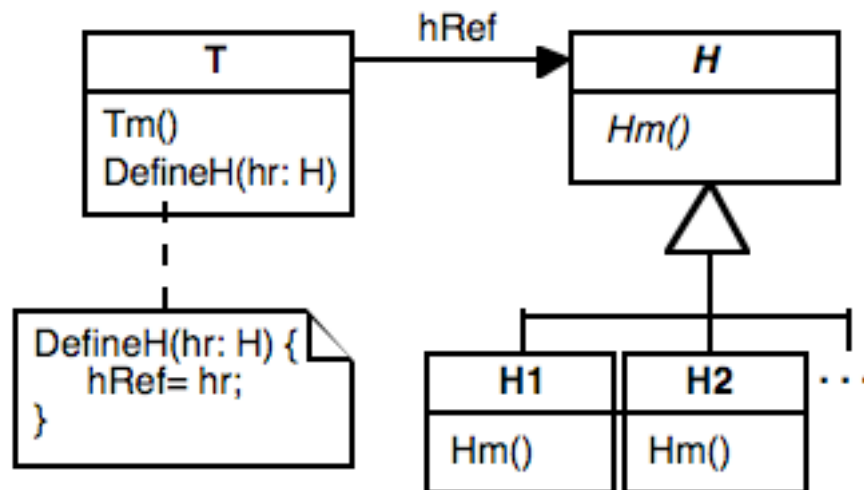 hRef
T
H
Tm()
DefineH(hr: H)
Hm()
DefineH(hr: H) {
hRef= hr;
}
H1
H2
...
Hm()
Hm()